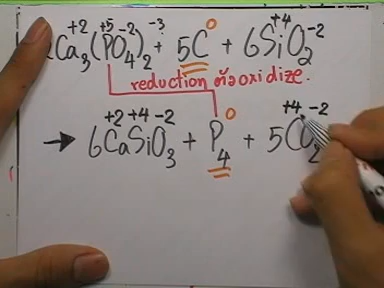 +2 +5 -2 -3 0 +4 -2
Ca₃(PO₄)₂ + 5C + 6SiO₂
reduction ตัวoxidize.
+2 +4 -2 0 +4 -2
→ 6CaSiO₃ + P₄ + 5CO₂